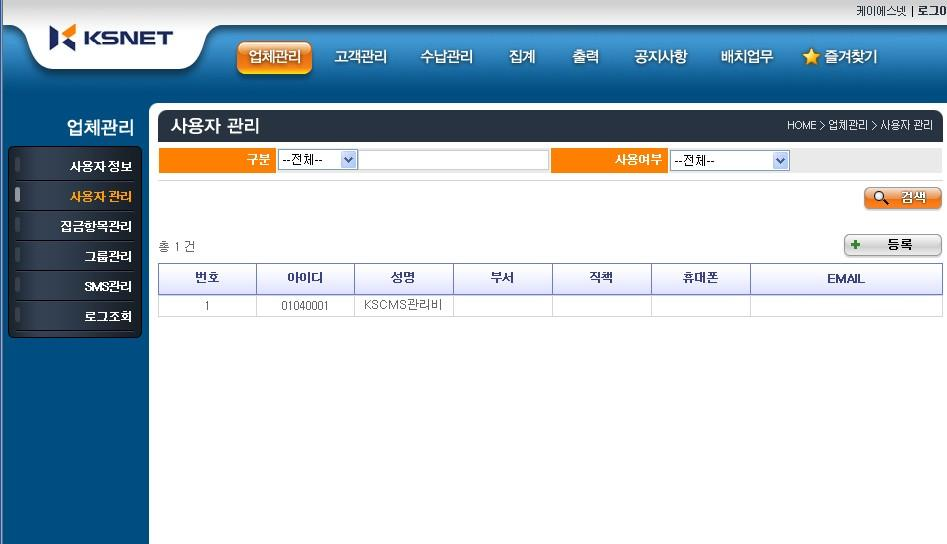 케이에스넷 | 로그아
KSNET
업체관리 고객관리 수납관리 집계 출력 공지사항 배치업무 즐겨찾기
업체관리
사용자 정보
사용자 관리
집금항목관리
그룹관리
SMS관리
로그조회
사용자 관리
HOME > 업체관리 > 사용자 관리
구분 --전체-- 사용여부 --전체--
검색
총 1 건
등록
번호 아이디 성명 부서 직책 휴대폰 EMAIL
1 01040001 KSCMS관리비